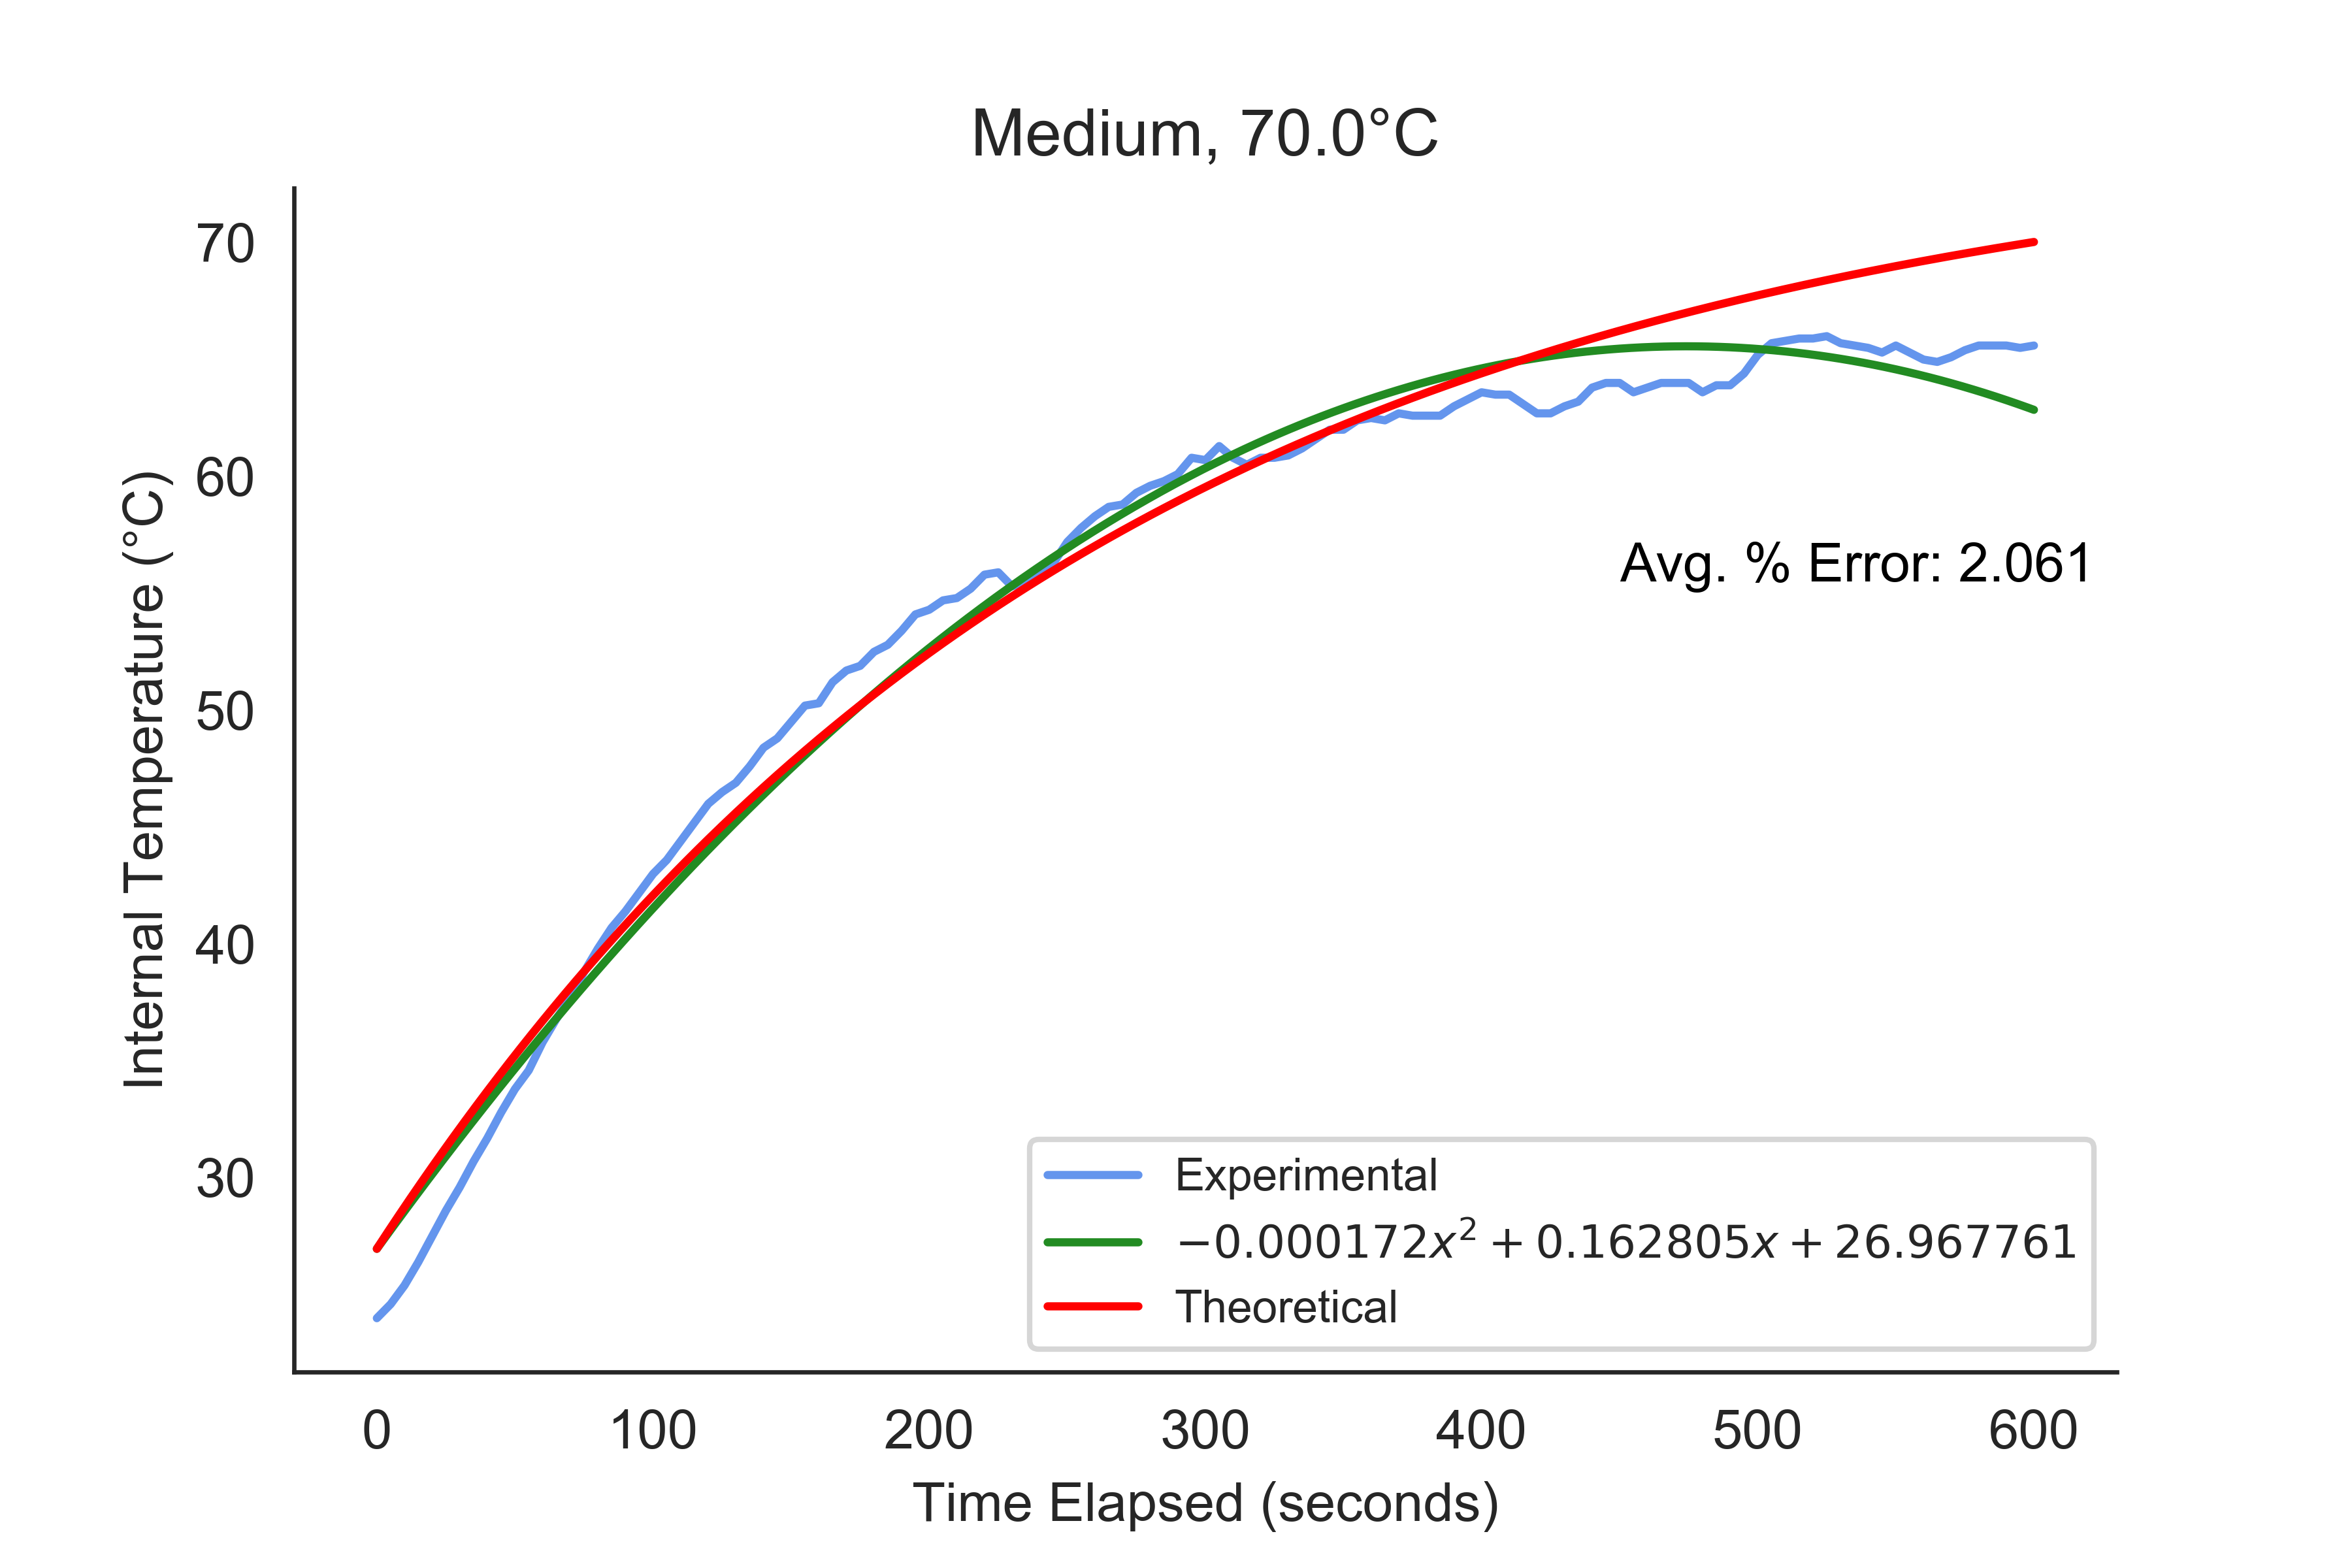 Medium, 70.0°C
70
60
50
40
30
Internal Temperature (°C)
Avg. % Error: 2.061
Experimental
−0.000172x² + 0.162805x + 26.967761
Theoretical
0 100 200 300 400 500 600
Time Elapsed (seconds)